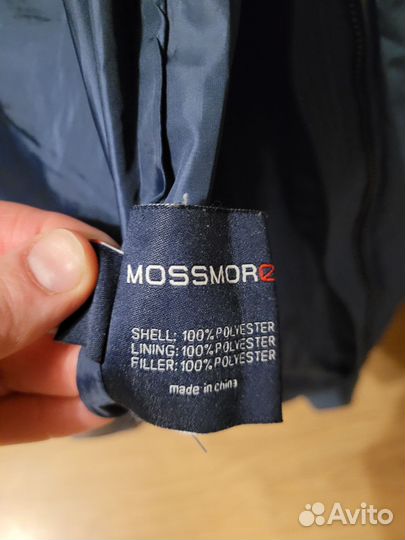 MOSSMORE
SHELL: 100% POLYESTER
LINING: 100% POLYESTER
FILLER: 100% POLYESTER
made in china
Avito